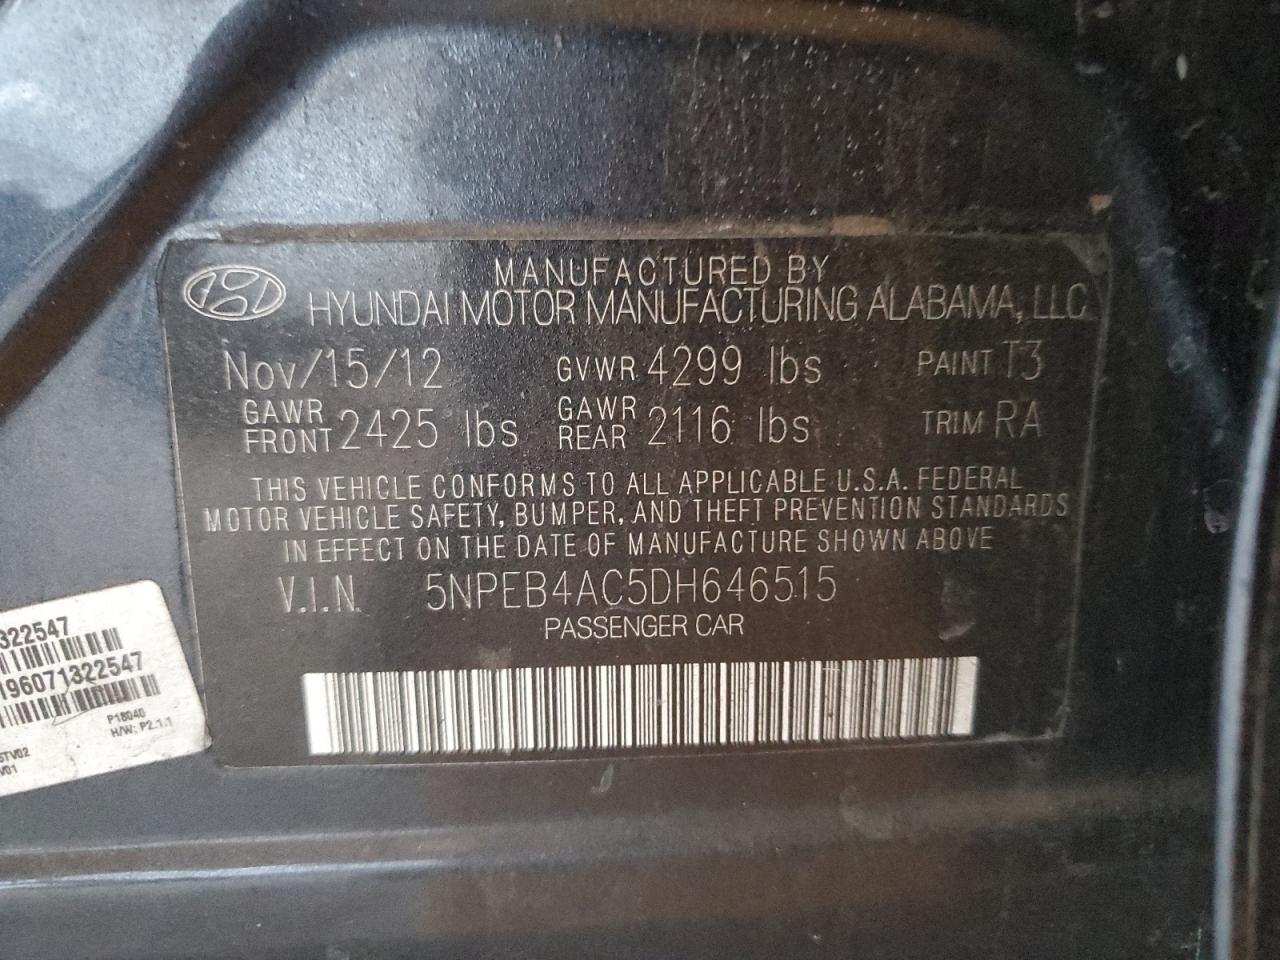 MANUFACTURED BY
HYUNDAI MOTOR MANUFACTURING ALABAMA, LLC
Nov/15/12 GVWR 4299 lbs PAINT T3
GAWR FRONT 2425 lbs GAWR REAR 2116 lbs TRIM RA
THIS VEHICLE CONFORMS TO ALL APPLICABLE U.S.A. FEDERAL
MOTOR VEHICLE SAFETY, BUMPER, AND THEFT PREVENTION STANDARDS
IN EFFECT ON THE DATE OF MANUFACTURE SHOWN ABOVE
V.I.N. 5NPEB4AC5DH646515
PASSENGER CAR
322547
196071322547
P18040
H/W: P2.1.1